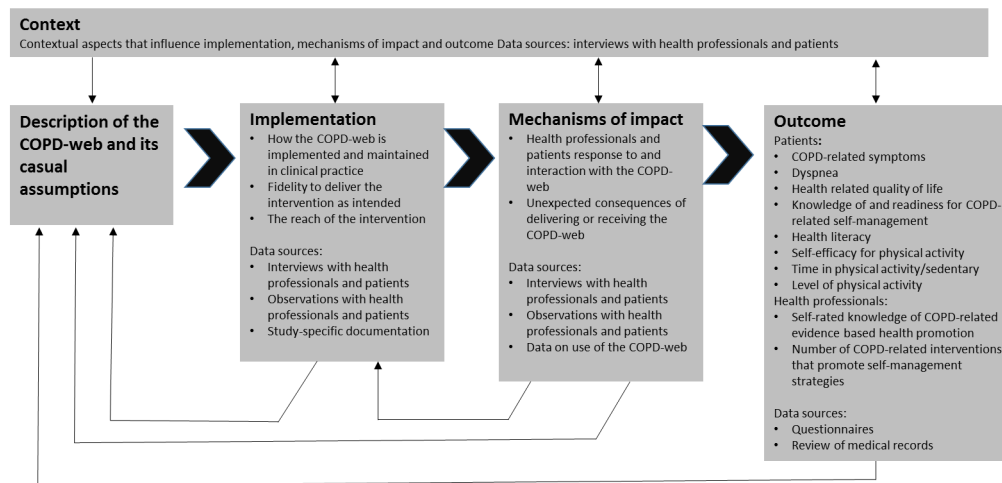 Context
Contextual aspects that influence implementation, mechanisms of impact and outcome Data sources: interviews with health professionals and patients
Description of the
COPD-web and its
casual
assumptions
Implementation
• How the COPD-web is
implemented and maintained
in clinical practice
• Fidelity to deliver the
intervention as intended
• The reach of the intervention
Data sources:
• Interviews with health
professionals and patients
• Observations with health
professionals and patients
• Study-specific documentation
Mechanisms of impact
• Health professionals and
patients response to and
interaction with the COPD-
web
• Unexpected consequences of
delivering or receiving the
COPD-web
Data sources:
• Interviews with health
professionals and patients
• Observations with health
professionals and patients
• Data on use of the COPD-web
Outcome
Patients:
• COPD-related symptoms
• Dyspnea
• Health related quality of life
• Knowledge of and readiness for COPD-
related self-management
• Health literacy
• Self-efficacy for physical activity
• Time in physical activity/sedentary
• Level of physical activity
Health professionals:
• Self-rated knowledge of COPD-related
evidence based health promotion
• Number of COPD-related interventions
that promote self-management
strategies
Data sources:
• Questionnaires
• Review of medical records